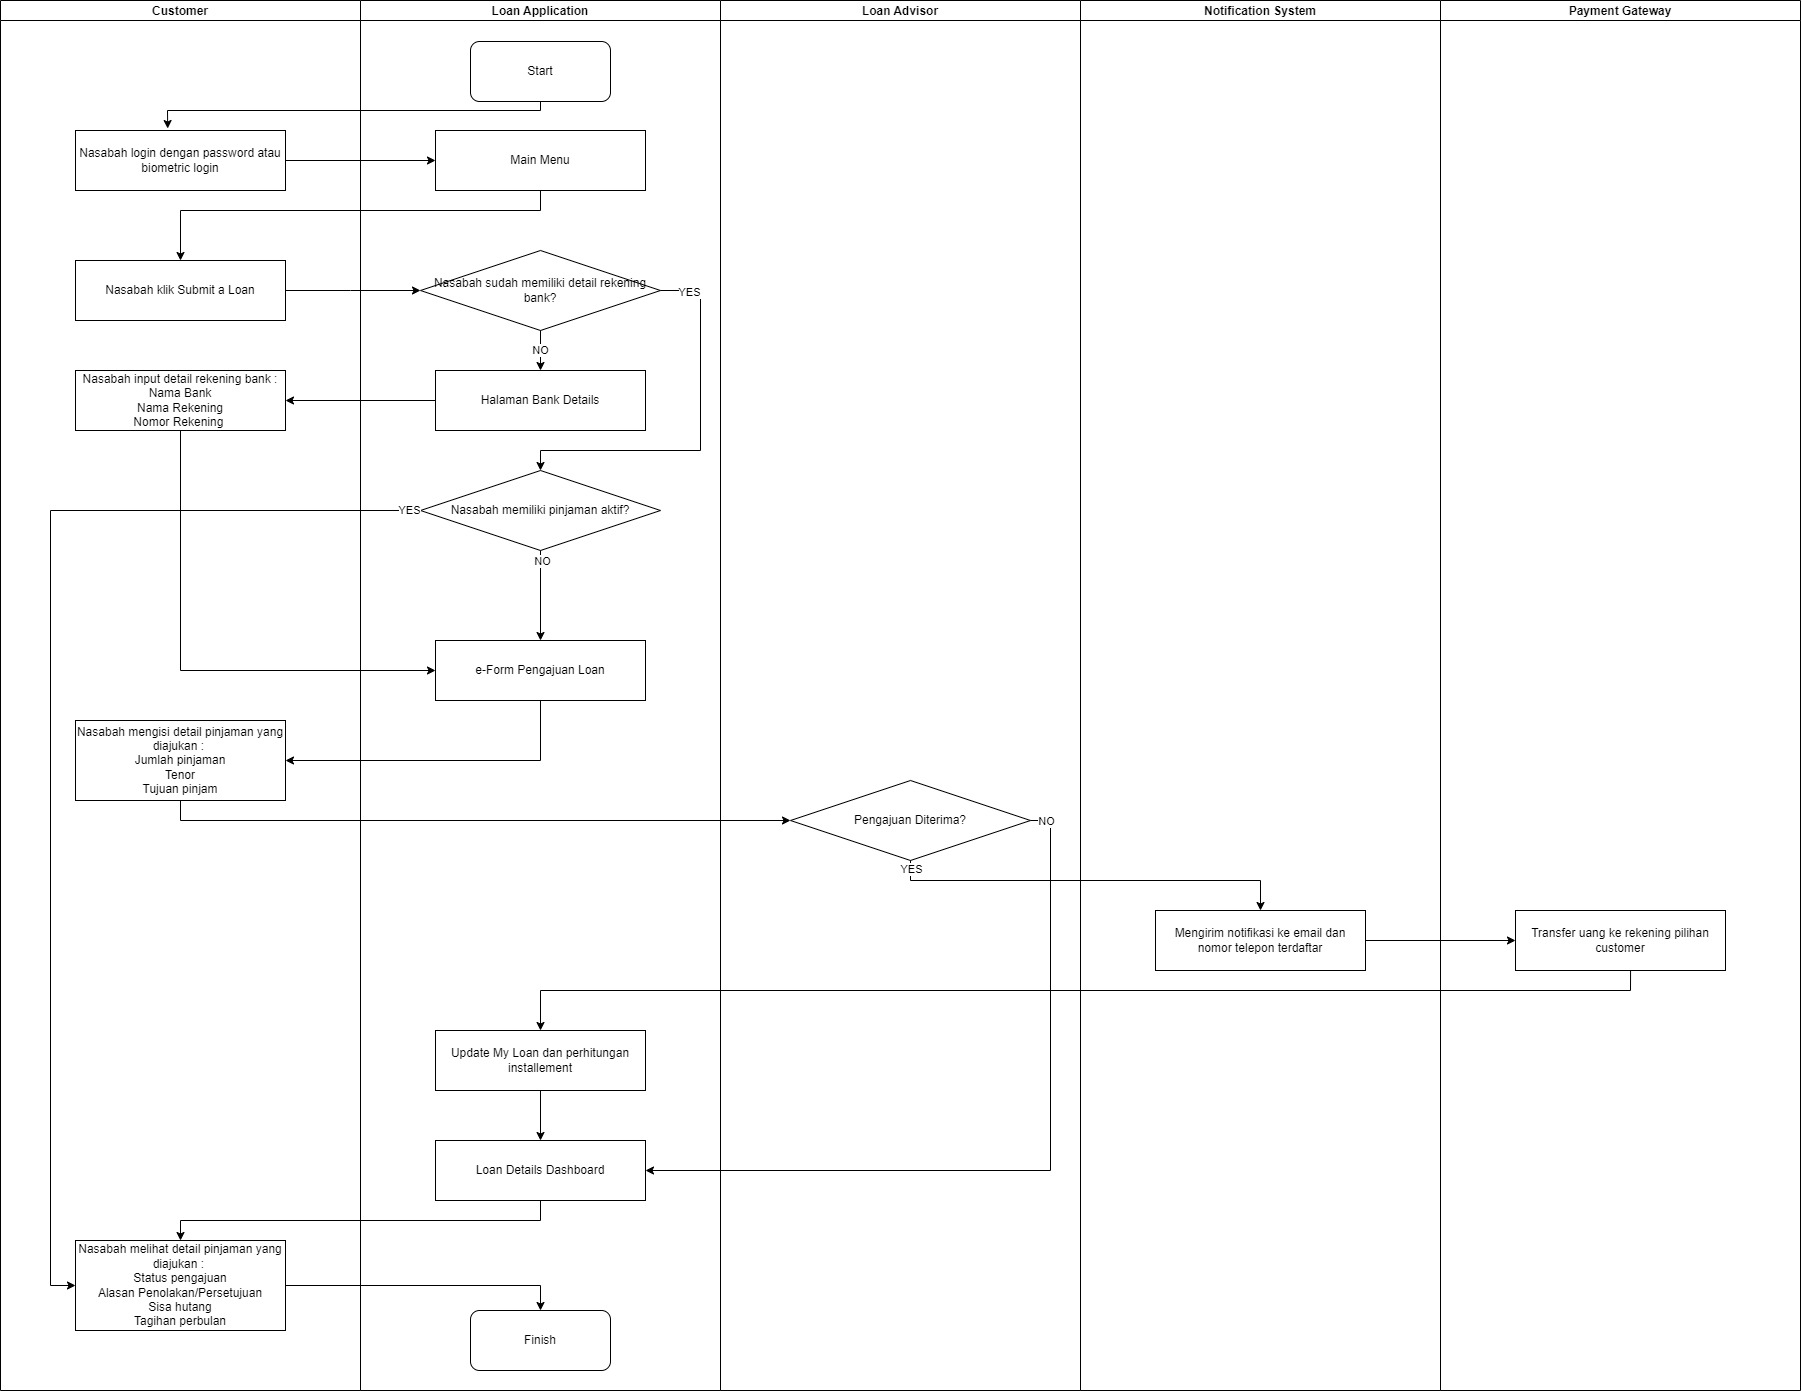 Customer
Loan Application
Loan Advisor
Notification System
Payment Gateway
Start
Nasabah login dengan password atau
biometric login
Main Menu
Nasabah klik Submit a Loan
Nasabah sudah memiliki detail rekening
bank?
YES
NO
Nasabah input detail rekening bank :
Nama Bank
Nama Rekening
Nomor Rekening
Halaman Bank Details
YES
Nasabah memiliki pinjaman aktif?
NO
e-Form Pengajuan Loan
Nasabah mengisi detail pinjaman yang
diajukan :
Jumlah pinjaman
Tenor
Tujuan pinjam
Pengajuan Diterima?
NO
YES
Mengirim notifikasi ke email dan
nomor telepon terdaftar
Transfer uang ke rekening pilihan
customer
Update My Loan dan perhitungan
installement
Loan Details Dashboard
Nasabah melihat detail pinjaman yang
diajukan :
Status pengajuan
Alasan Penolakan/Persetujuan
Sisa hutang
Tagihan perbulan
Finish